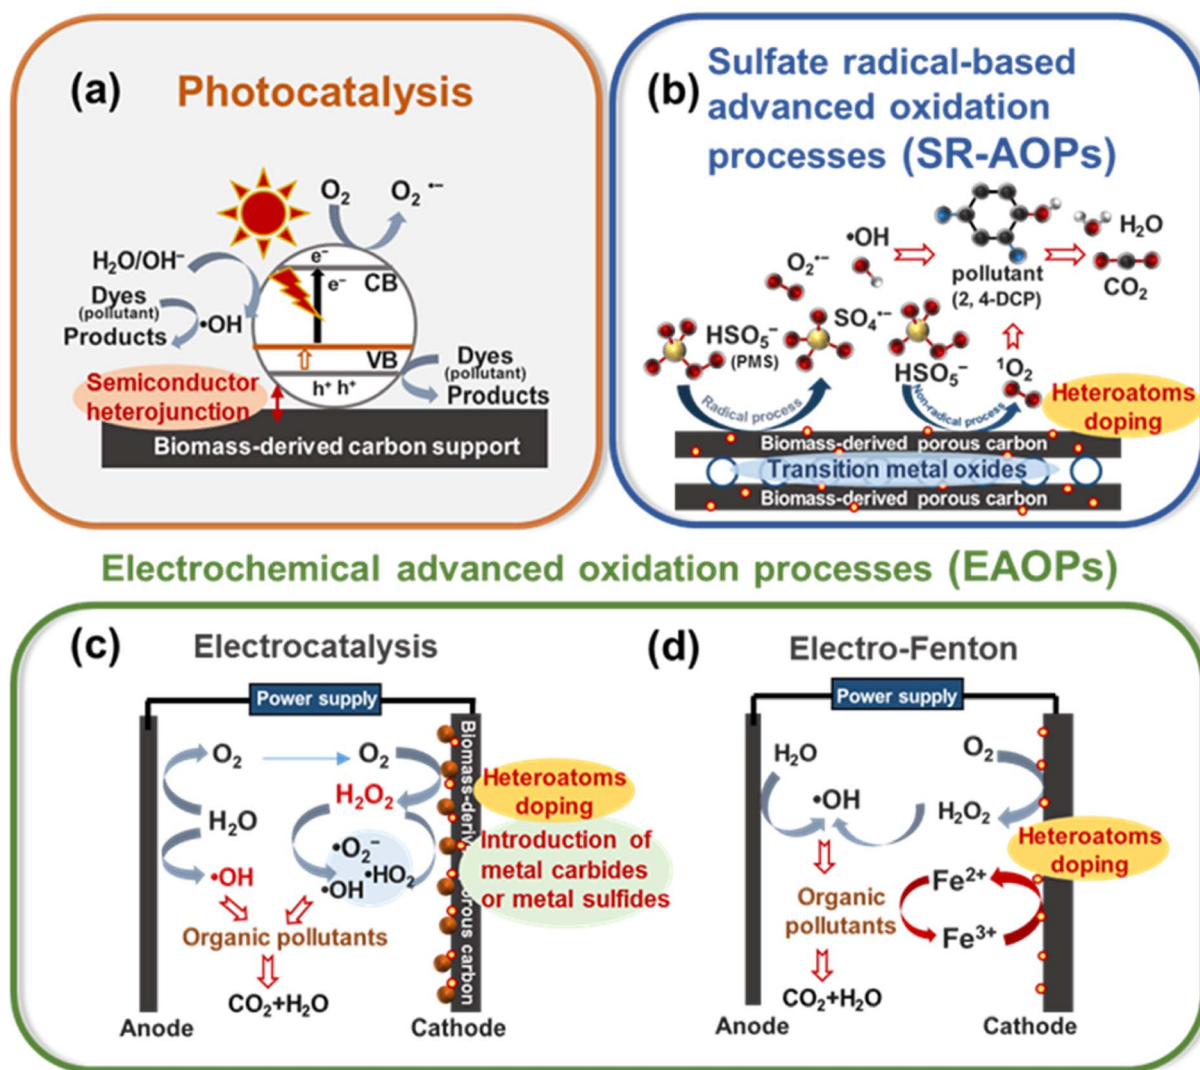 (a) Photocatalysis
O₂
O₂ •−
H₂O/OH⁻
e⁻
CB
e⁻
Dyes
(pollutant)
Products
•OH
VB
h⁺ h⁺
Dyes
(pollutant)
Products
Semiconductor
heterojunction
Biomass-derived carbon support
(b) Sulfate radical-based
advanced oxidation
processes (SR-AOPs)
•OH
O₂•−
H₂O
CO₂
pollutant
(2, 4-DCP)
HSO₅⁻
(PMS)
SO₄•−
HSO₅⁻
¹O₂
Radical process
Non-radical process
Heteroatoms
doping
Biomass-derived porous carbon
Transition metal oxides
Biomass-derived porous carbon
Electrochemical advanced oxidation processes (EAOPs)
(c) Electrocatalysis
Power supply
O₂
O₂
H₂O₂
H₂O
•O₂⁻
•HO₂
•OH
•OH
Organic pollutants
CO₂+H₂O
Anode
Cathode
Biomass-deriv
rous carbon
Heteroatoms
doping
Introduction of
metal carbides
or metal sulfides
(d) Electro-Fenton
Power supply
H₂O
O₂
•OH
H₂O₂
Heteroatoms
doping
Fe²⁺
Fe³⁺
Organic
pollutants
CO₂+H₂O
Anode
Cathode